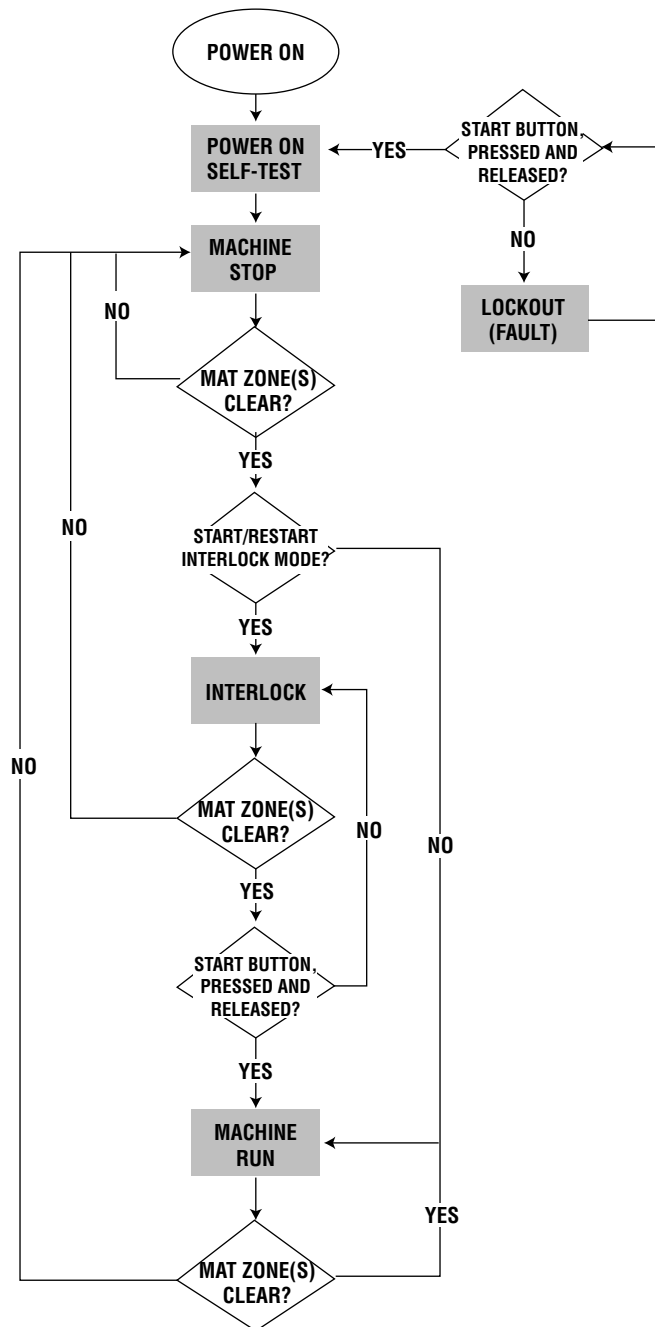 POWER ON
POWER ON
SELF-TEST
YES
START BUTTON,
PRESSED AND
RELEASED?
NO
LOCKOUT
(FAULT)
MACHINE
STOP
NO
MAT ZONE(S)
CLEAR?
YES
NO
START/RESTART
INTERLOCK MODE?
YES
INTERLOCK
NO
MAT ZONE(S)
CLEAR?
NO
NO
YES
START BUTTON,
PRESSED AND
RELEASED?
YES
MACHINE
RUN
YES
MAT ZONE(S)
CLEAR?